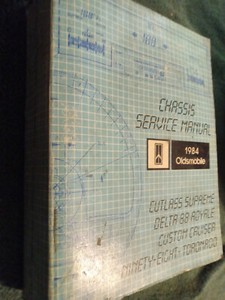 CHASSIS
SERVICE MANUAL
1984
Oldsmobile
CUTLASS SUPREME
DELTA 88 ROYALE
CUSTOM CRUISER
NINETY-EIGHT • TORONADO